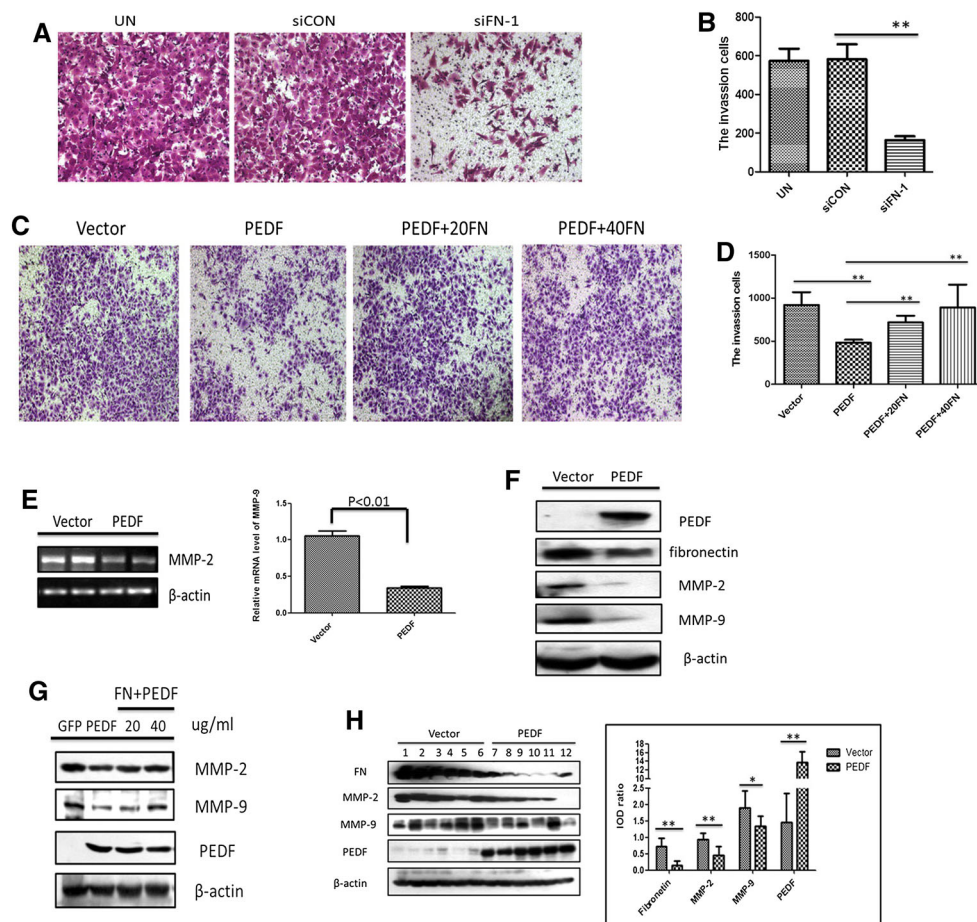 A
UN siCON siFN-1
B
The invassion cells
800
600
400
200
0
**
UN siCON siFN-1
C
Vector PEDF PEDF+20FN PEDF+40FN
D
The invassion cells
1500
1000
500
0
**
**
**
Vector PEDF PEDF+20FN PEDF+40FN
E
Vector PEDF
MMP-2
β-actin
Relative mRNA level of MMP-9
1.5
1.0
0.5
0.0
P<0.01
Vector PEDF
F
Vector PEDF
PEDF
fibronectin
MMP-2
MMP-9
β-actin
G
FN+PEDF
GFP PEDF 20 40 ug/ml
MMP-2
MMP-9
PEDF
β-actin
H
Vector PEDF
1 2 3 4 5 6 7 8 9 10 11 12
FN
MMP-2
MMP-9
PEDF
β-actin
IOD ratio
18
16
14
12
10
2.5
2.0
1.5
1.0
0.5
0.0
** ** * **
Vector
PEDF
Fibronetin MMP-2 MMP-9 PEDF